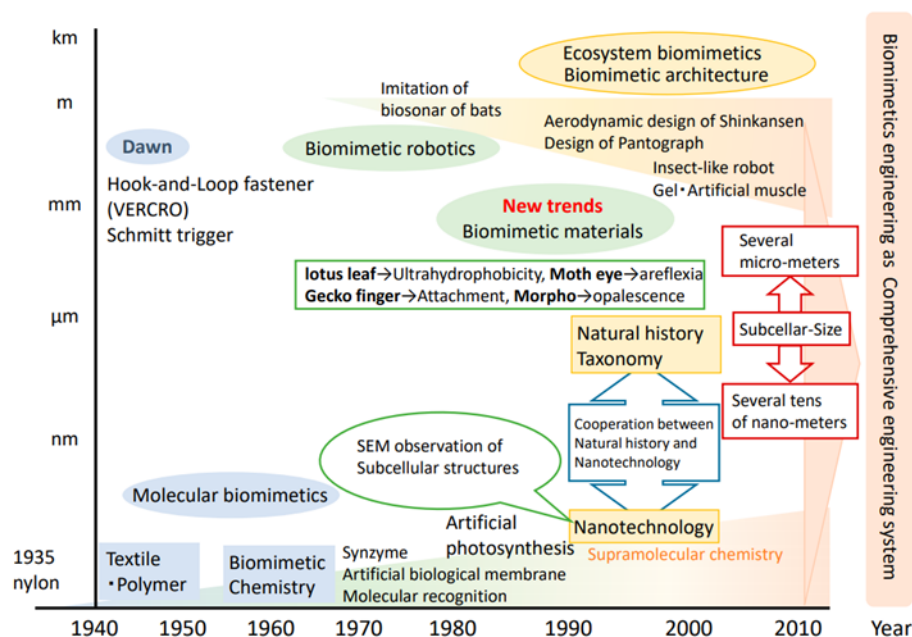 km
m
mm
μm
nm
1935
nylon
Dawn
Hook-and-Loop fastener
(VERCRO)
Schmitt trigger
Imitation of
biosonar of bats
Biomimetic robotics
Ecosystem biomimetics
Biomimetic architecture
Aerodynamic design of Shinkansen
Design of Pantograph
Insect-like robot
Gel・Artificial muscle
New trends
Biomimetic materials
lotus leaf→Ultrahydrophobicity, Moth eye→areflexia
Gecko finger→Attachment, Morpho→opalescence
Several
micro-meters
Subcellar-Size
Several tens
of nano-meters
Natural history
Taxonomy
Cooperation between
Natural history and
Nanotechnology
Nanotechnology
SEM observation of
Subcellular structures
Molecular biomimetics
Textile
・Polymer
Biomimetic
Chemistry
Synzyme
Artificial biological membrane
Molecular recognition
Artificial
photosynthesis
Supramolecular chemistry
1940
1950
1960
1970
1980
1990
2000
2010
Year
Biomimetics engineering as Comprehensive engineering system